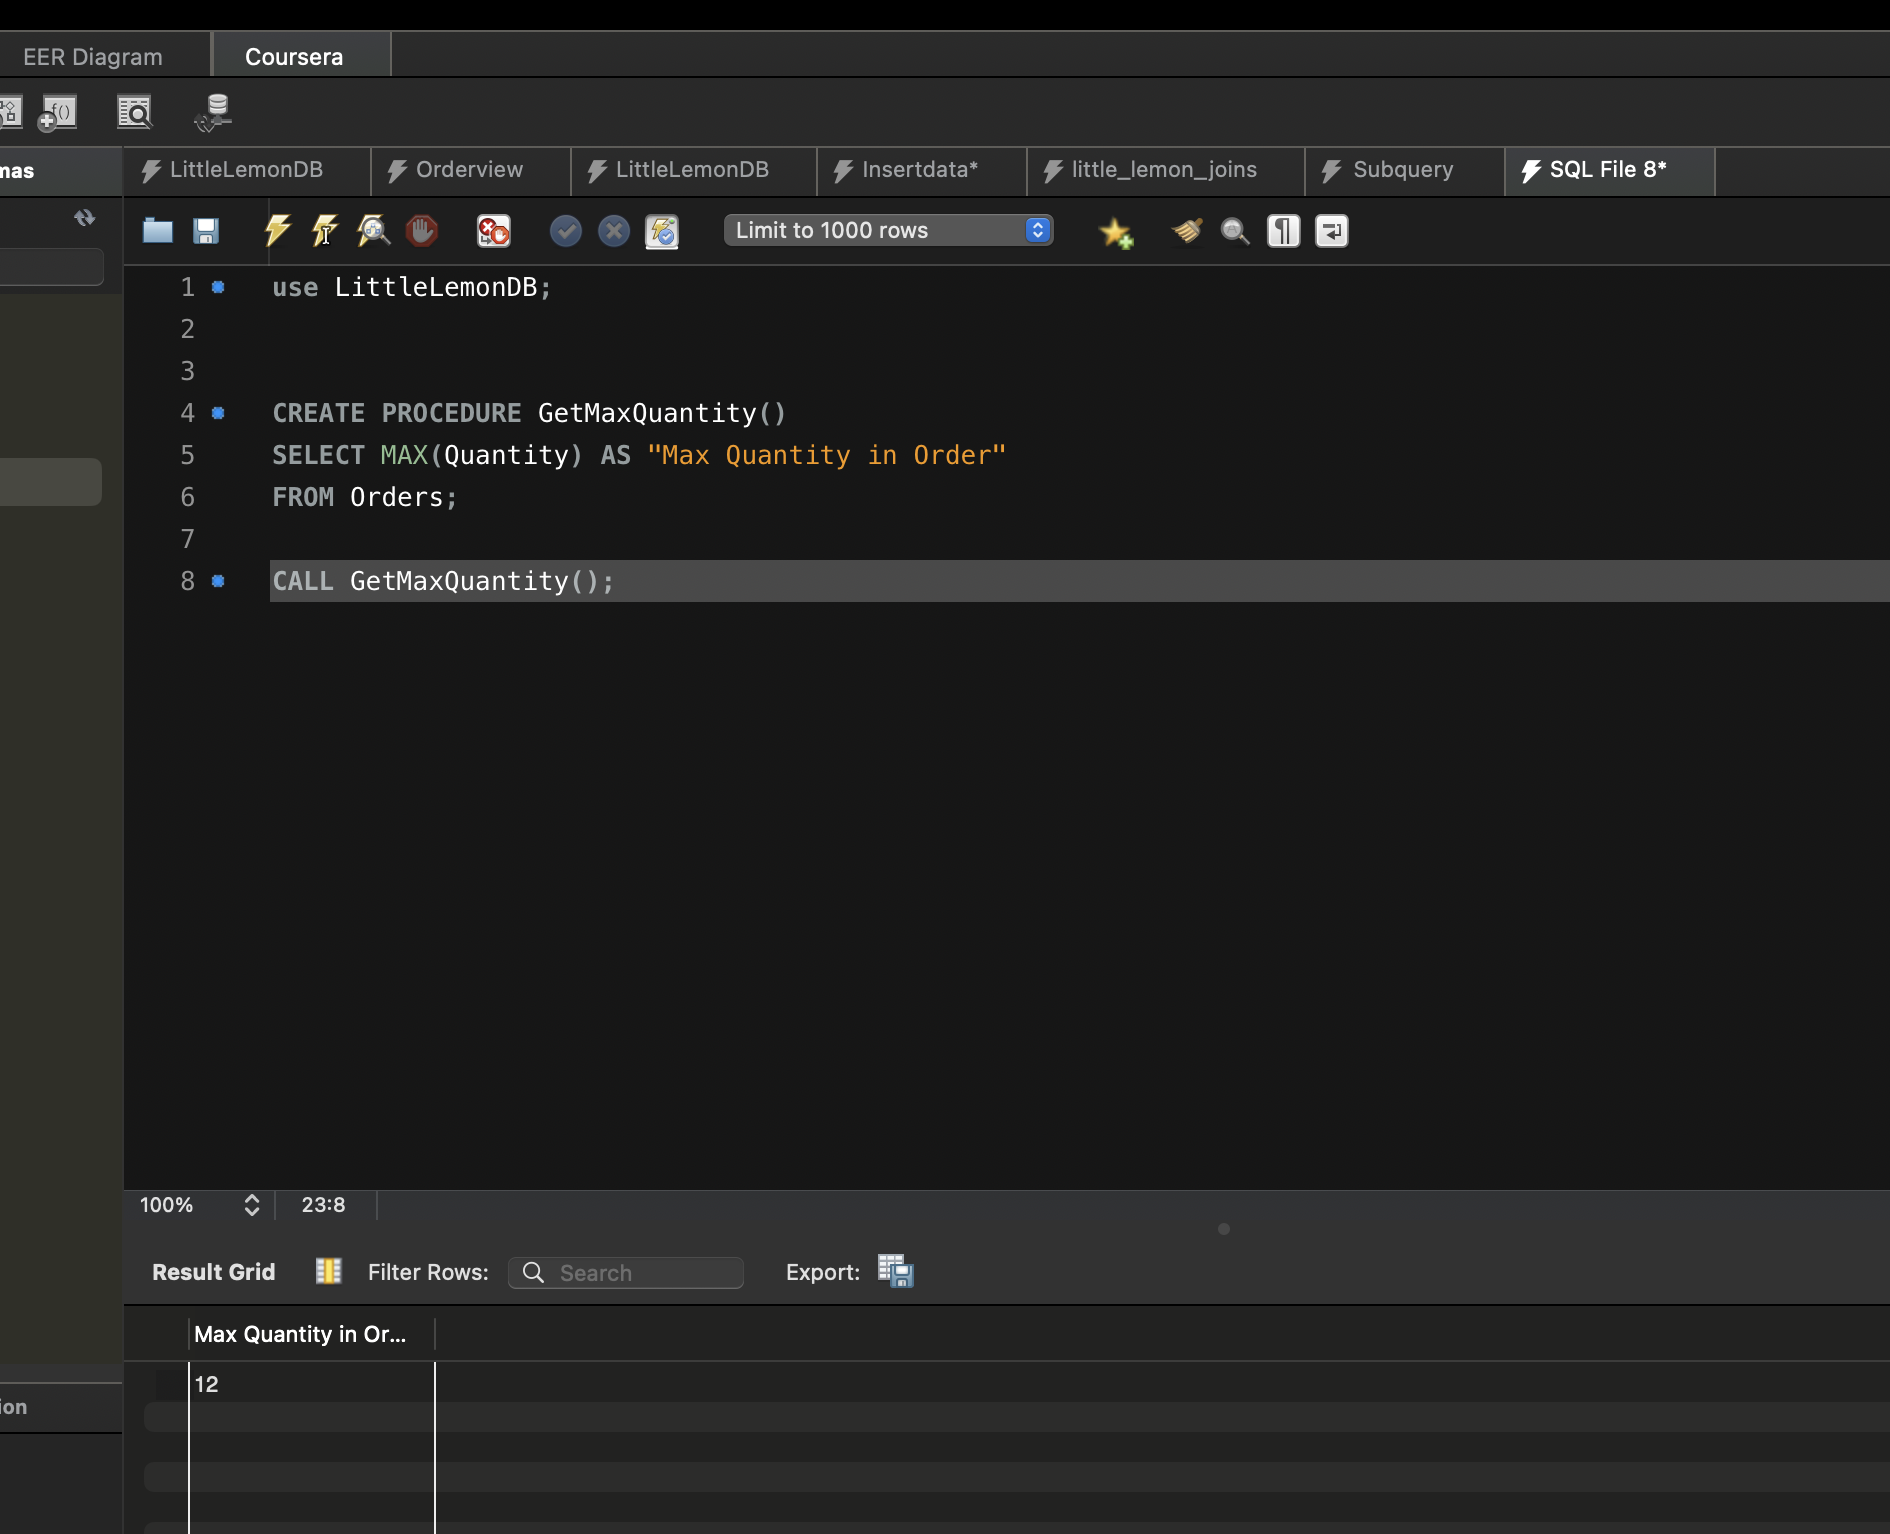 EER Diagram Coursera
mas LittleLemonDB Orderview LittleLemonDB Insertdata* little_lemon_joins Subquery SQL File 8*
Limit to 1000 rows
1 use LittleLemonDB;
2
3
4 CREATE PROCEDURE GetMaxQuantity()
5 SELECT MAX(Quantity) AS "Max Quantity in Order"
6 FROM Orders;
7
8 CALL GetMaxQuantity();
100% 23:8
Result Grid Filter Rows: Search Export:
Max Quantity in Or...
12
ion